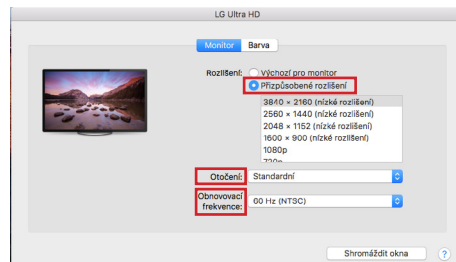 LG Ultra HD
Monitor Barva
Rozlišení: Výchozí pro monitor
Přizpůsobené rozlišení
3840 × 2160 (nízké rozlišení)
2560 × 1440 (nízké rozlišení)
2048 × 1152 (nízké rozlišení)
1600 × 900 (nízké rozlišení)
1080p
720p
Otočení: Standardní
Obnovovací
frekvence: 60 Hz (NTSC)
Shromáždit okna ?